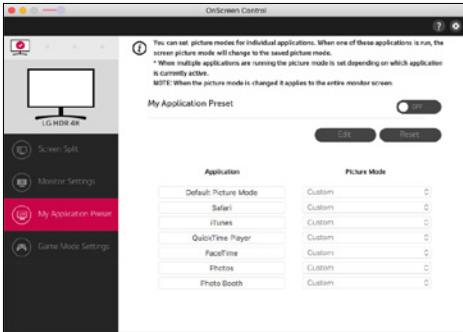 OnScreen Control
You can set picture modes for individual applications. When one of these applications is run, the
screen picture mode will change to the saved picture mode.
* When multiple applications are running the picture mode is set depending on which application
is currently active.
NOTE: When the picture mode is changed it applies to the entire monitor screen.
My Application Preset
OFF
Edit Reset
LG HDR 4K
Screen Split
Monitor Settings
My Application Preset
Game Mode Settings
Application Picture Mode
Default Picture Mode Custom
Safari Custom
iTunes Custom
QuickTime Player Custom
FaceTime Custom
Photos Custom
Photo Booth Custom